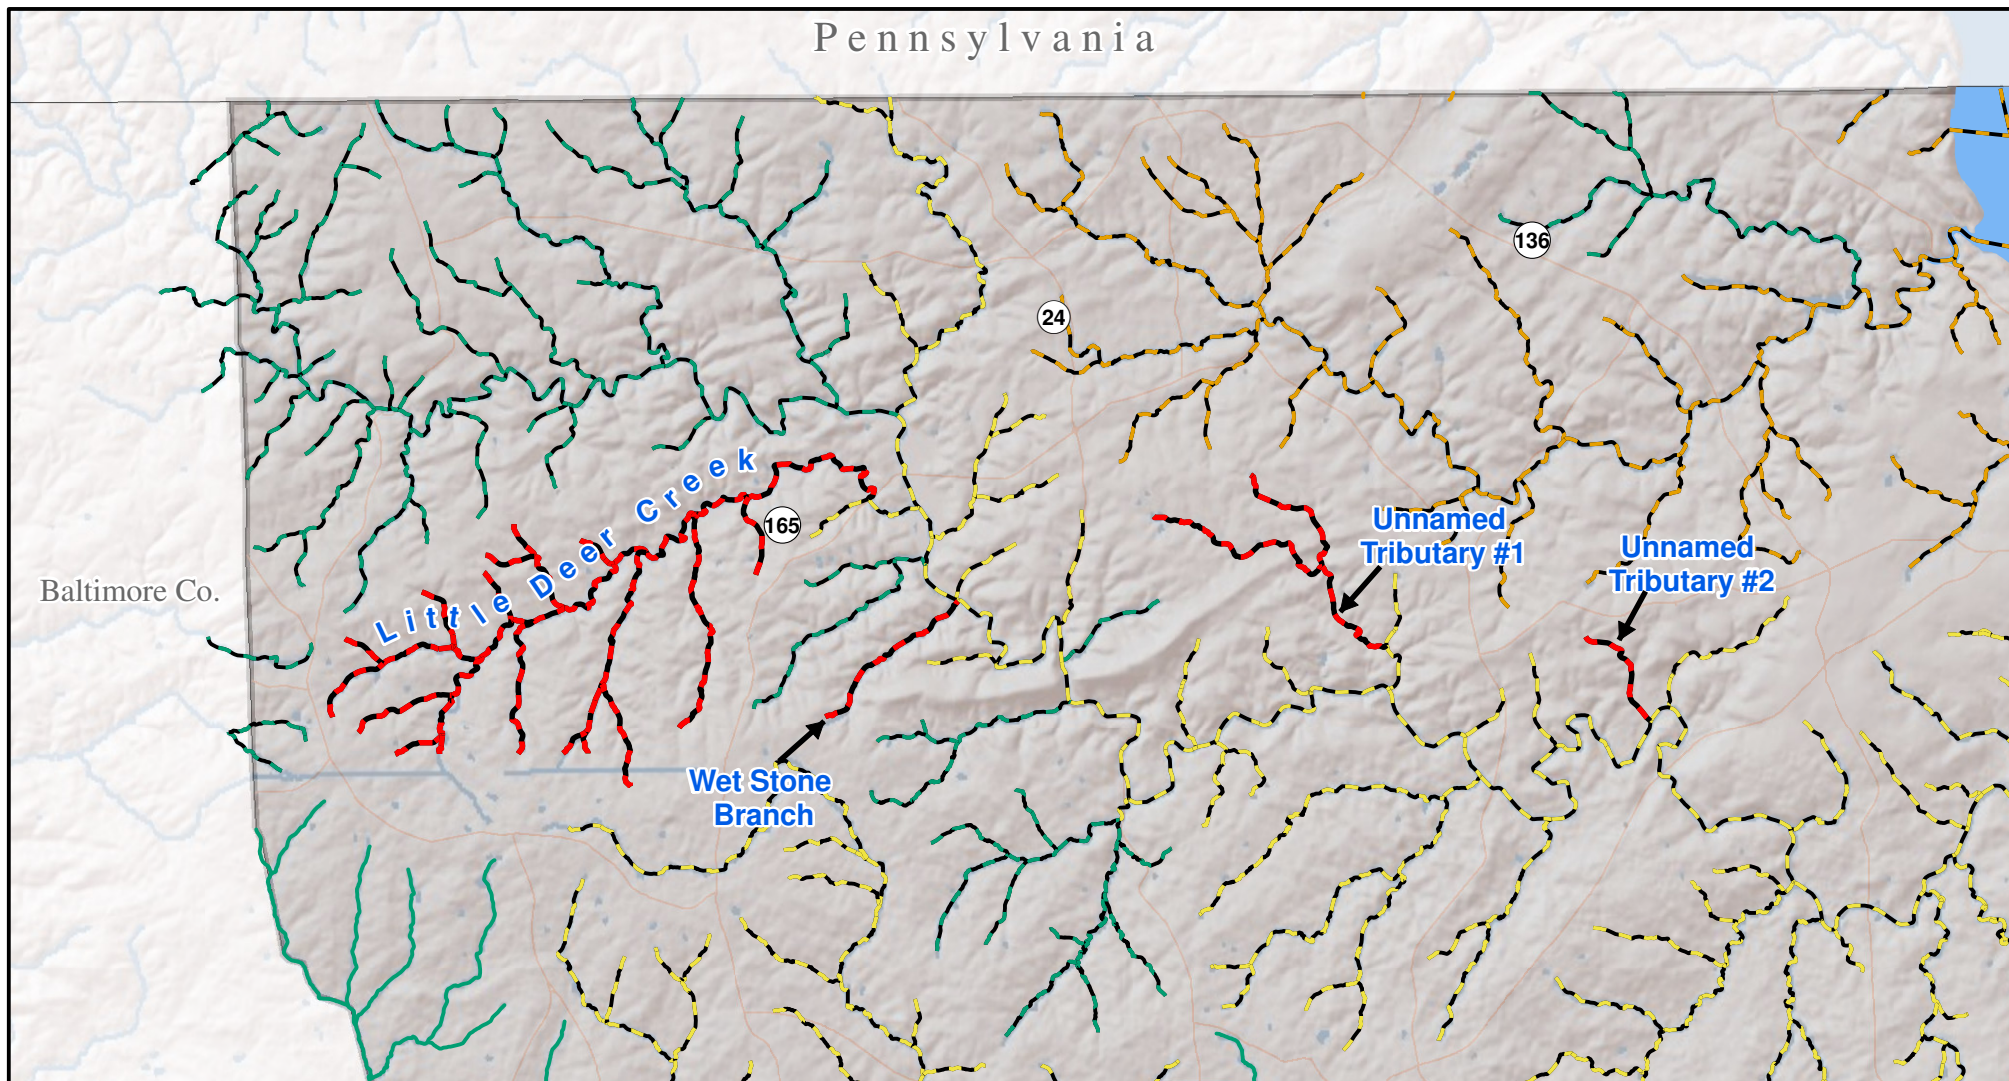 Pennsylvania
136
24
Little Deer Creek
165
Unnamed
Tributary #1
Unnamed
Tributary #2
Baltimore Co.
Wet Stone
Branch